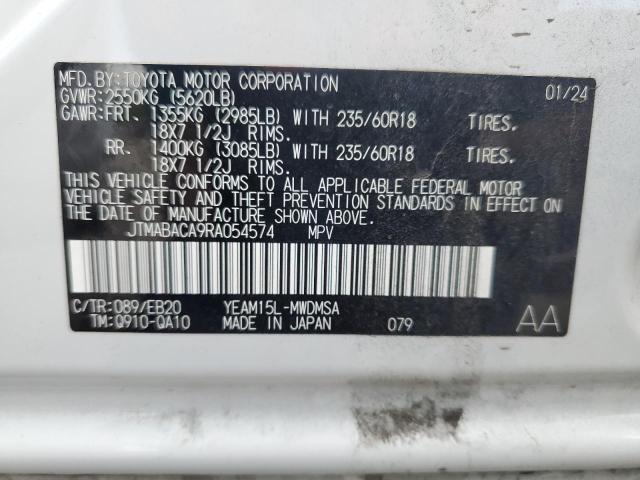 MFD.BY:TOYOTA MOTOR CORPORATION 01/24
GVWR:2550KG (5620LB)
GAWR:FRT. 1355KG (2985LB) WITH 235/60R18 TIRES.
18X7 1/2J RIMS.
RR. 1400KG (3085LB) WITH 235/60R18 TIRES.
18X7 1/2J RIMS.
THIS VEHICLE CONFORMS TO ALL APPLICABLE FEDERAL MOTOR
VEHICLE SAFETY AND THEFT PREVENTION STANDARDS IN EFFECT ON
THE DATE OF MANUFACTURE SHOWN ABOVE.
JTMABACA9RA054574 MPV
C/TR:089/EB20 YEAM15L-MWDMSA
TM:Q910-QA10 MADE IN JAPAN 079 AA